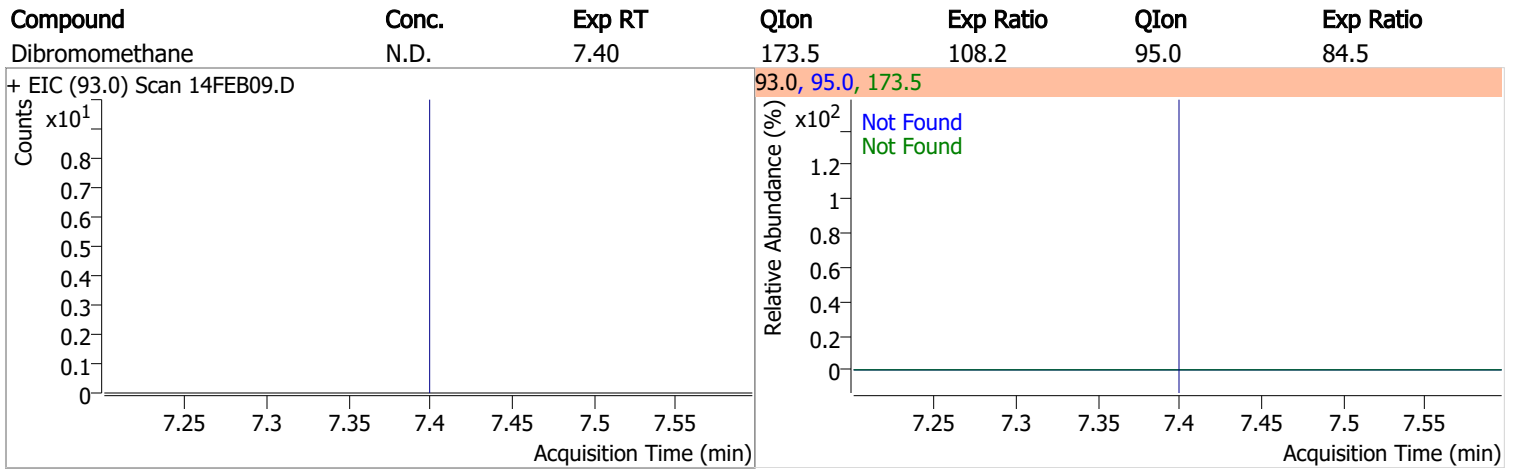 Compound Conc. Exp RT QIon Exp Ratio QIon Exp Ratio
Dibromomethane N.D. 7.40 173.5 108.2 95.0 84.5
+ EIC (93.0) Scan 14FEB09.D
Counts
x10¹
0.8
0.7
0.6
0.5
0.4
0.3
0.2
0.1
0
7.25 7.3 7.35 7.4 7.45 7.5 7.55
Acquisition Time (min)
93.0, 95.0, 173.5
Relative Abundance (%)
x10²
Not Found
Not Found
1.2
1
0.8
0.6
0.4
0.2
0
7.25 7.3 7.35 7.4 7.45 7.5 7.55
Acquisition Time (min)